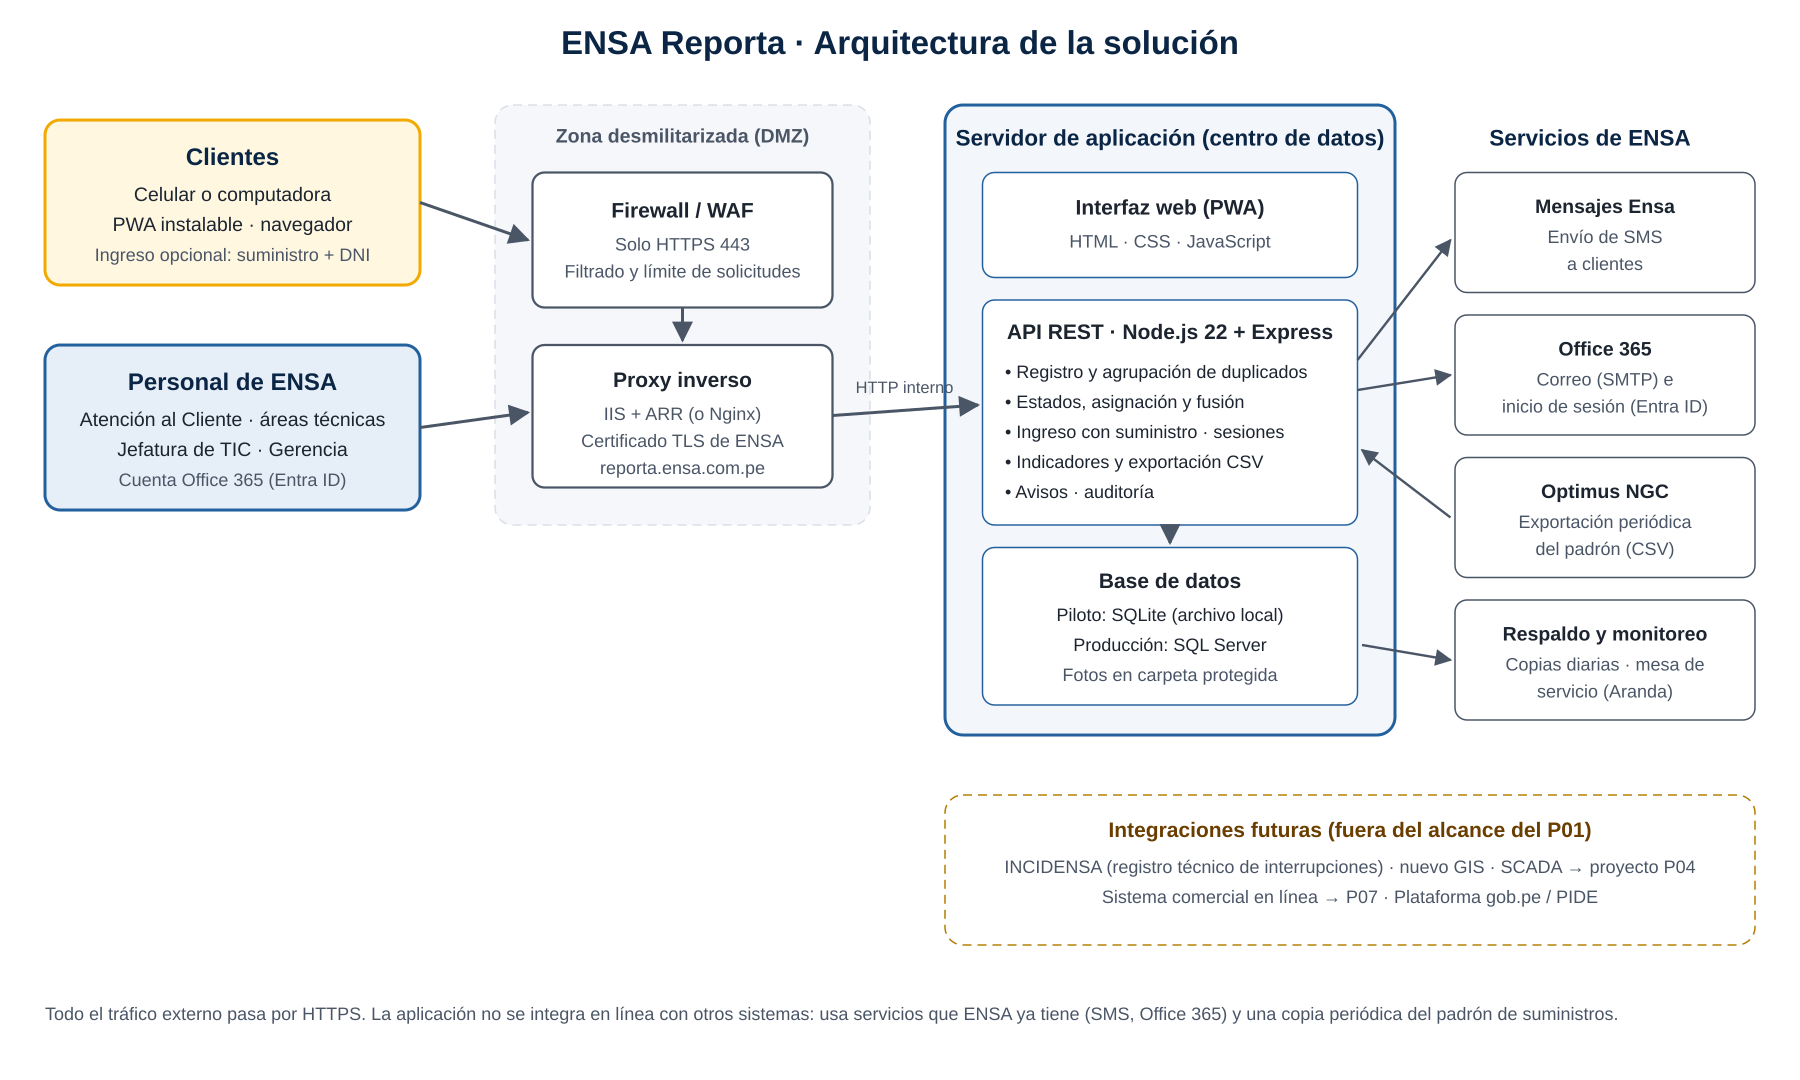 ENSA Reporta · Arquitectura de la solución
Clientes
Celular o computadora
PWA instalable · navegador
Ingreso opcional: suministro + DNI
Personal de ENSA
Atención al Cliente · áreas técnicas
Jefatura de TIC · Gerencia
Cuenta Office 365 (Entra ID)
Zona desmilitarizada (DMZ)
Firewall / WAF
Solo HTTPS 443
Filtrado y límite de solicitudes
Proxy inverso
IIS + ARR (o Nginx)
Certificado TLS de ENSA
reporta.ensa.com.pe
HTTP interno
Servidor de aplicación (centro de datos)
Interfaz web (PWA)
HTML · CSS · JavaScript
API REST · Node.js 22 + Express
• Registro y agrupación de duplicados
• Estados, asignación y fusión
• Ingreso con suministro · sesiones
• Indicadores y exportación CSV
• Avisos · auditoría
Base de datos
Piloto: SQLite (archivo local)
Producción: SQL Server
Fotos en carpeta protegida
Servicios de ENSA
Mensajes Ensa
Envío de SMS
a clientes
Office 365
Correo (SMTP) e
inicio de sesión (Entra ID)
Optimus NGC
Exportación periódica
del padrón (CSV)
Respaldo y monitoreo
Copias diarias · mesa de
servicio (Aranda)
Integraciones futuras (fuera del alcance del P01)
INCIDENSA (registro técnico de interrupciones) · nuevo GIS · SCADA → proyecto P04
Sistema comercial en línea → P07 · Plataforma gob.pe / PIDE
Todo el tráfico externo pasa por HTTPS. La aplicación no se integra en línea con otros sistemas: usa servicios que ENSA ya tiene (SMS, Office 365) y una copia periódica del padrón de suministros.